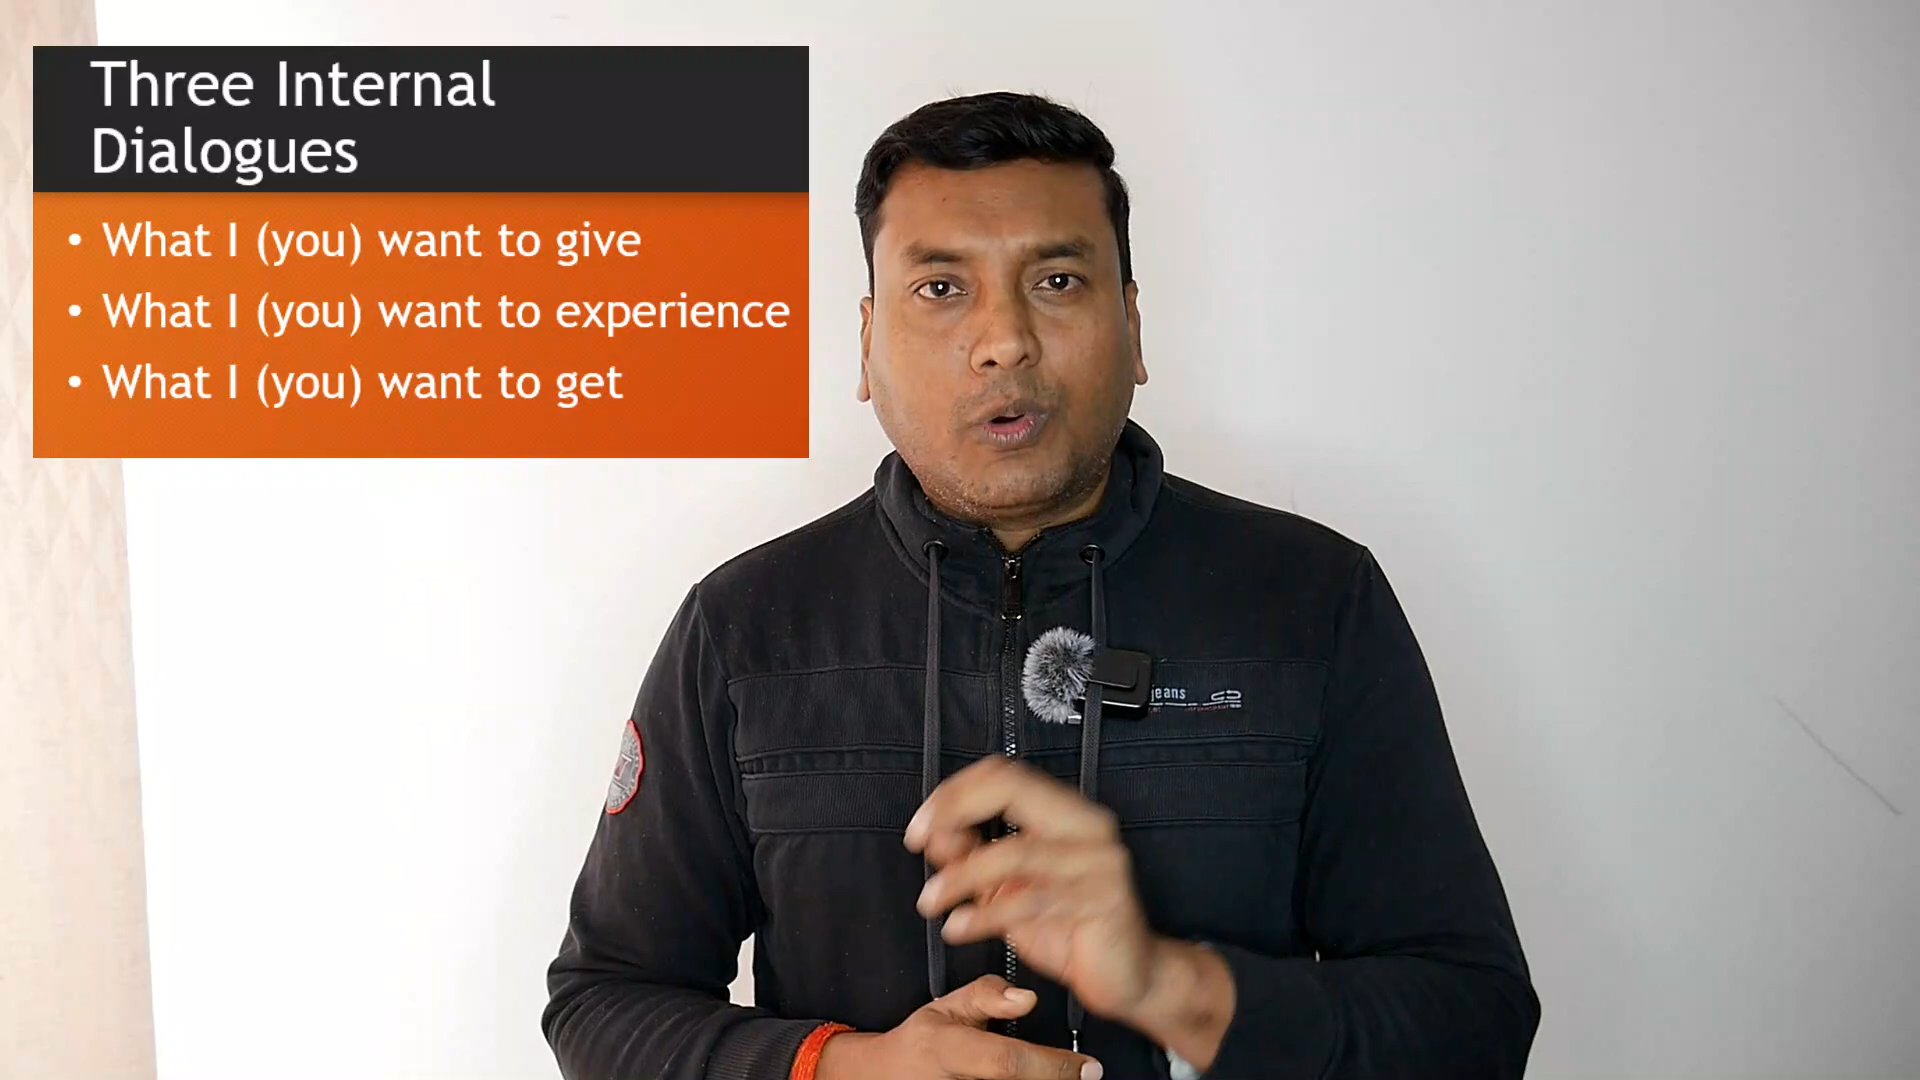 Three Internal
Dialogues
• What I (you) want to give
• What I (you) want to experience
• What I (you) want to get
jeans